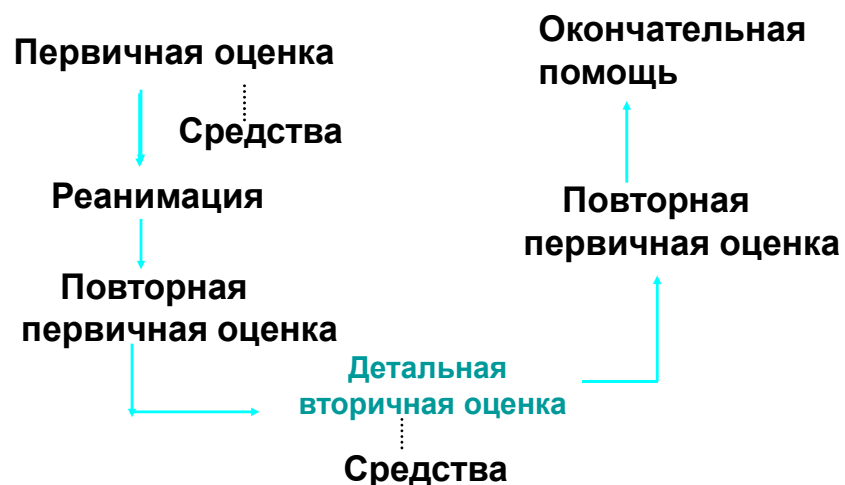 Первичная оценка
Средства
Реанимация
Повторная
первичная оценка
Детальная
вторичная оценка
Средства
Повторная
первичная оценка
Окончательная
помощь